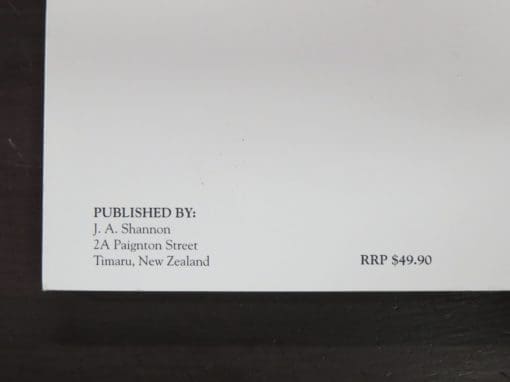 PUBLISHED BY:
J. A. Shannon
2A Paignton Street
Timaru, New Zealand
RRP $49.90